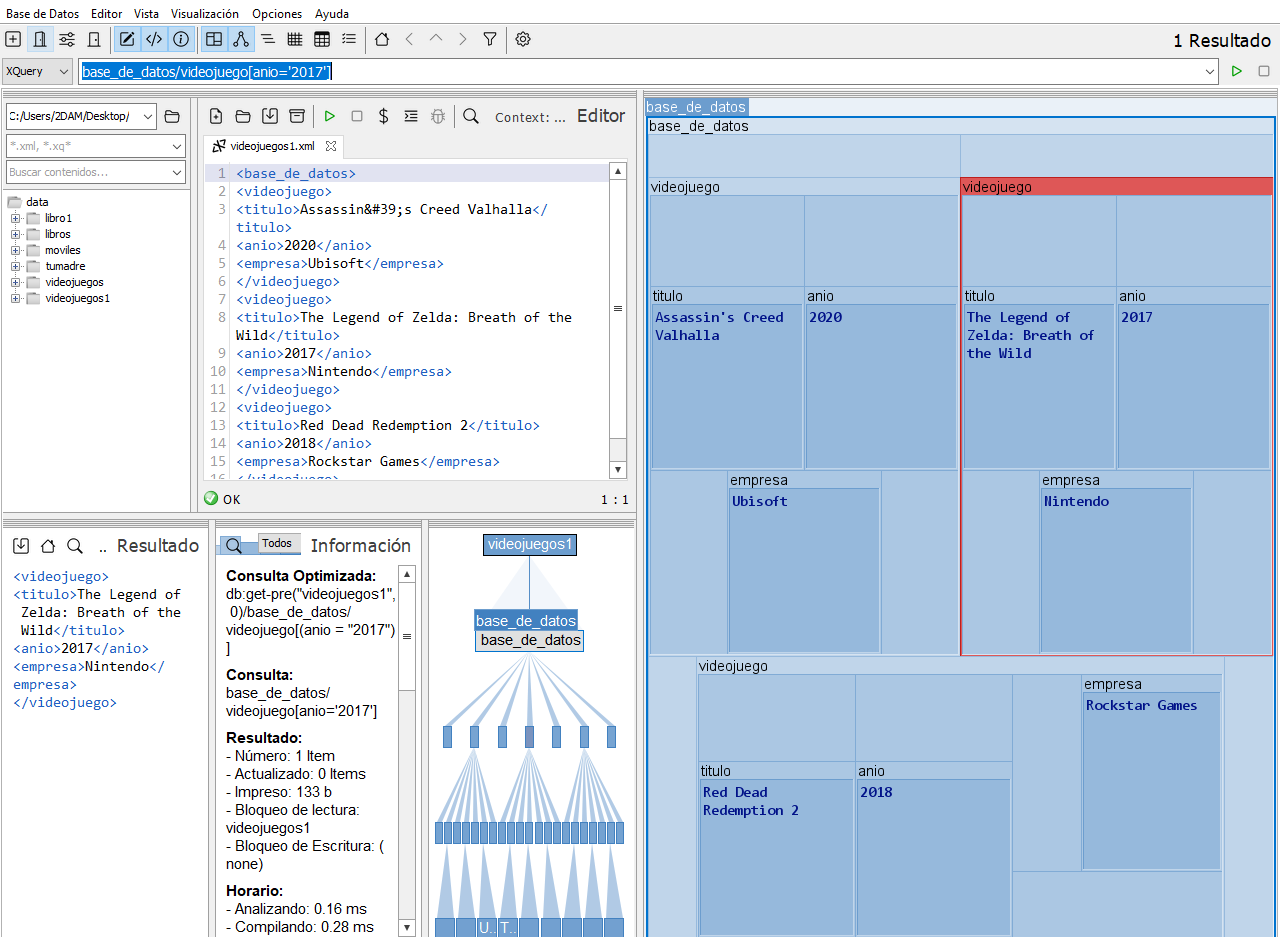 Base de Datos Editor Vista Visualización Opciones Ayuda
1 Resultado
XQuery
base_de_datos/videojuego[anio='2017']
C:/Users/2DAM/Desktop/
*.xml, *.xq*
Buscar contenidos...
data
libro1
libros
moviles
tumadre
videojuegos
videojuegos1
Context: ... Editor
videojuegos1.xml
1 <base_de_datos>
2 <videojuego>
3 <titulo>Assassin&#39;s Creed Valhalla</
titulo>
4 <anio>2020</anio>
5 <empresa>Ubisoft</empresa>
6 </videojuego>
7 <videojuego>
8 <titulo>The Legend of Zelda: Breath of the
Wild</titulo>
9 <anio>2017</anio>
10 <empresa>Nintendo</empresa>
11 </videojuego>
12 <videojuego>
13 <titulo>Red Dead Redemption 2</titulo>
14 <anio>2018</anio>
15 <empresa>Rockstar Games</empresa>
16 </videojuego>
OK
1 : 1
.. Resultado
<videojuego>
<titulo>The Legend of
Zelda: Breath of the
Wild</titulo>
<anio>2017</anio>
<empresa>Nintendo</
empresa>
</videojuego>
Todos Información
Consulta Optimizada:
db:get-pre("videojuegos1",
0)/base_de_datos/
videojuego[(anio = "2017")
]
Consulta:
base_de_datos/
videojuego[anio='2017']
Resultado:
- Número: 1 Item
- Actualizado: 0 Items
- Impreso: 133 b
- Bloqueo de lectura:
videojuegos1
- Bloqueo de Escritura: (
none)
Horario:
- Analizando: 0.16 ms
- Compilando: 0.28 ms
videojuegos1
base_de_datos
base_de_datos
U.. T..
base_de_datos
base_de_datos
videojuego
titulo anio
Assassin's Creed 2020
Valhalla
empresa
Ubisoft
videojuego
titulo anio
The Legend of 2017
Zelda: Breath of
the Wild
empresa
Nintendo
videojuego
titulo anio
Red Dead 2018
Redemption 2
empresa
Rockstar Games